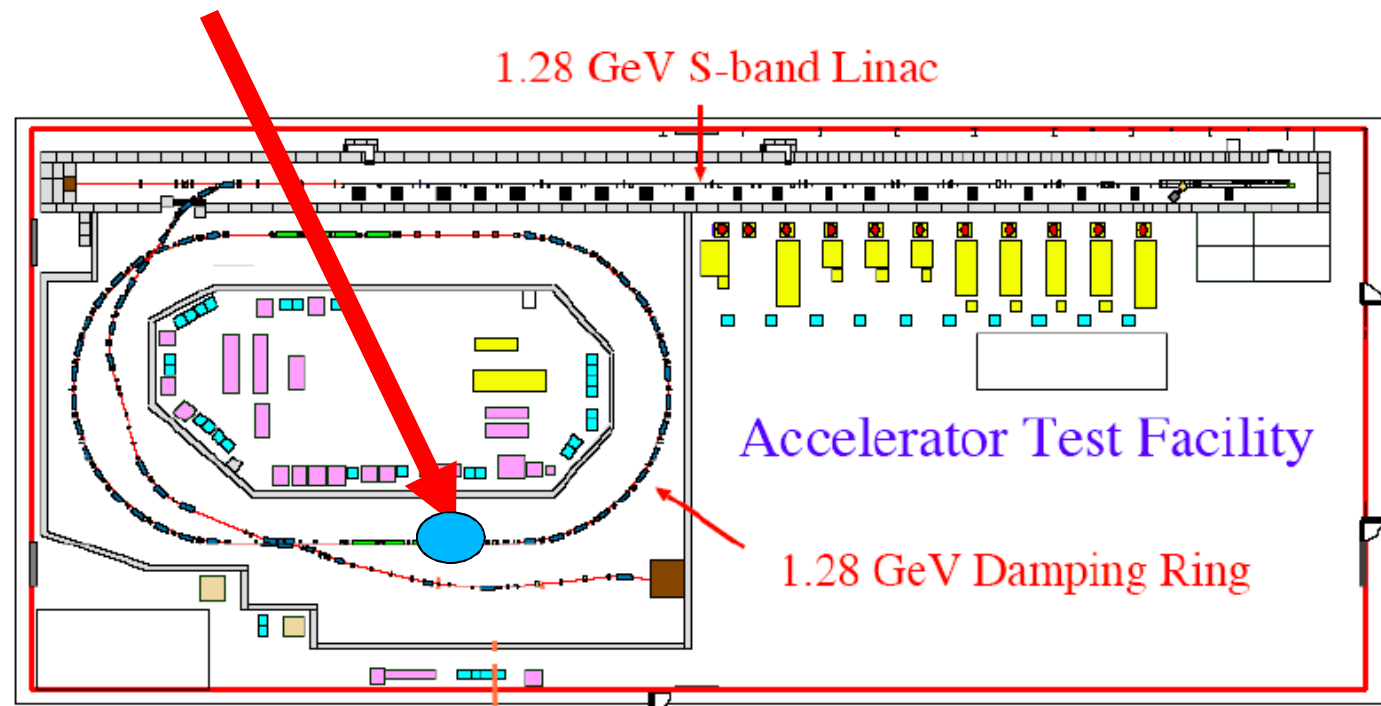 1.28 GeV S-band Linac
Accelerator Test Facility
1.28 GeV Damping Ring